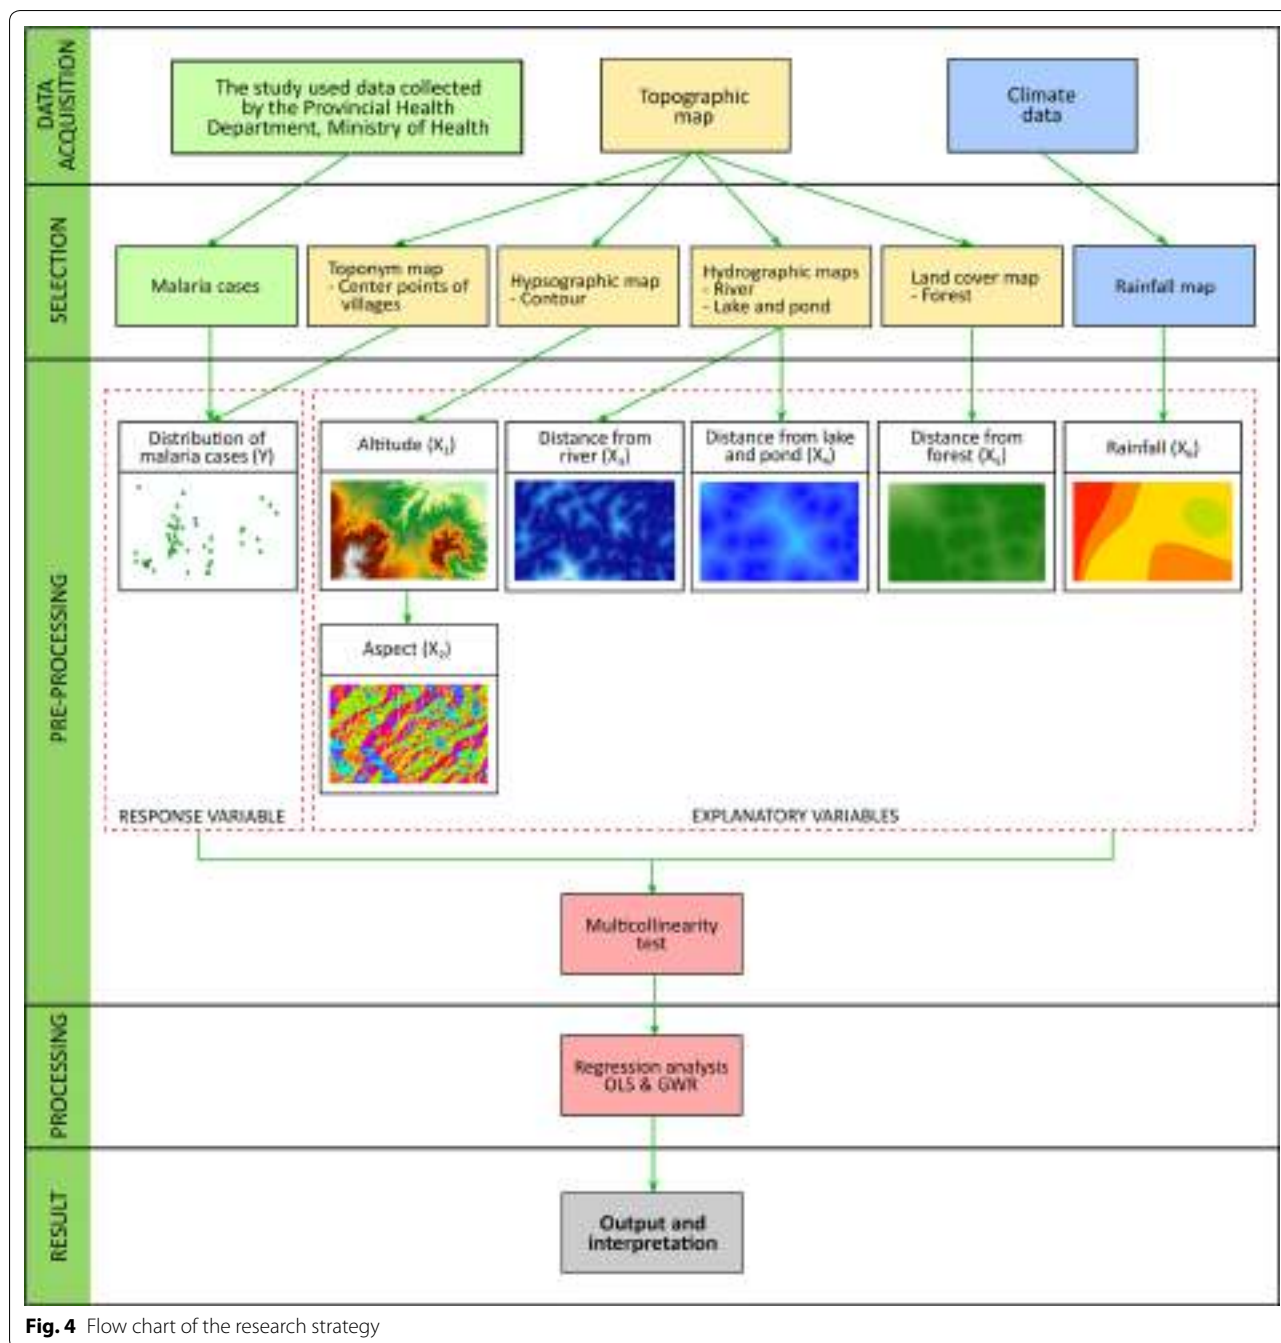 DATA
ACQUISITION
The study used data collected
by the Provincial Health
Department, Ministry of Health
Topographic
map
Climate
data
SELECTION
Malaria cases
Toponym map
- Center points of
villages
Hypsographic map
- Contour
Hydrographic maps
- River
- Lake and pond
Land cover map
- Forest
Rainfall map
PRE-PROCESSING
Distribution of
malaria cases (Y)
Altitude (X₁)
Distance from
river (X₃)
Distance from lake
and pond (X₄)
Distance from
forest (X₅)
Rainfall (X₆)
Aspect (X₂)
RESPONSE VARIABLE
EXPLANATORY VARIABLES
Multicollinearity
test
PROCESSING
Regression analysis
OLS & GWR
RESULT
Output and
interpretation
Fig. 4 Flow chart of the research strategy